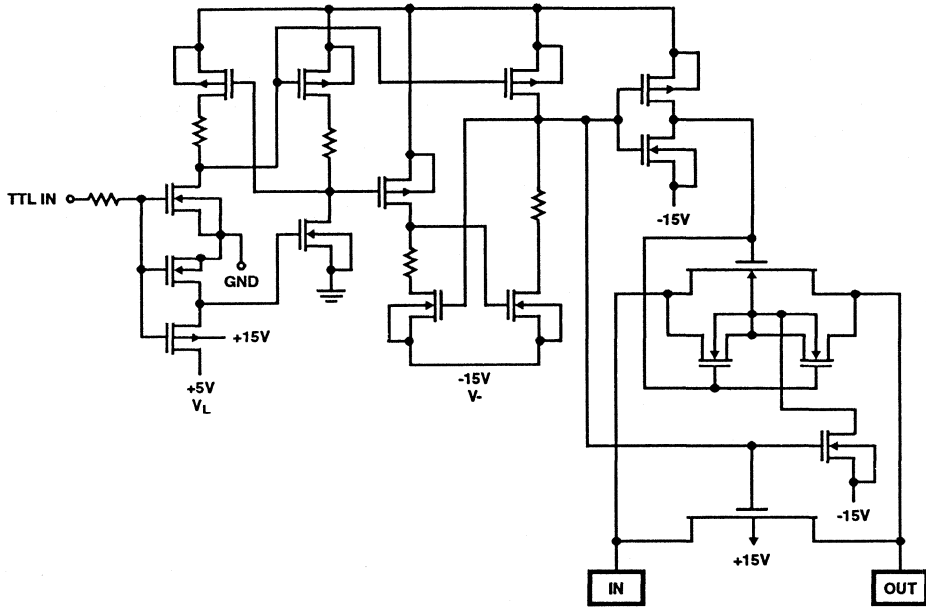 TTL IN
-15V
GND
+15V
+5V
VL
-15V
V-
-15V
+15V
IN
OUT